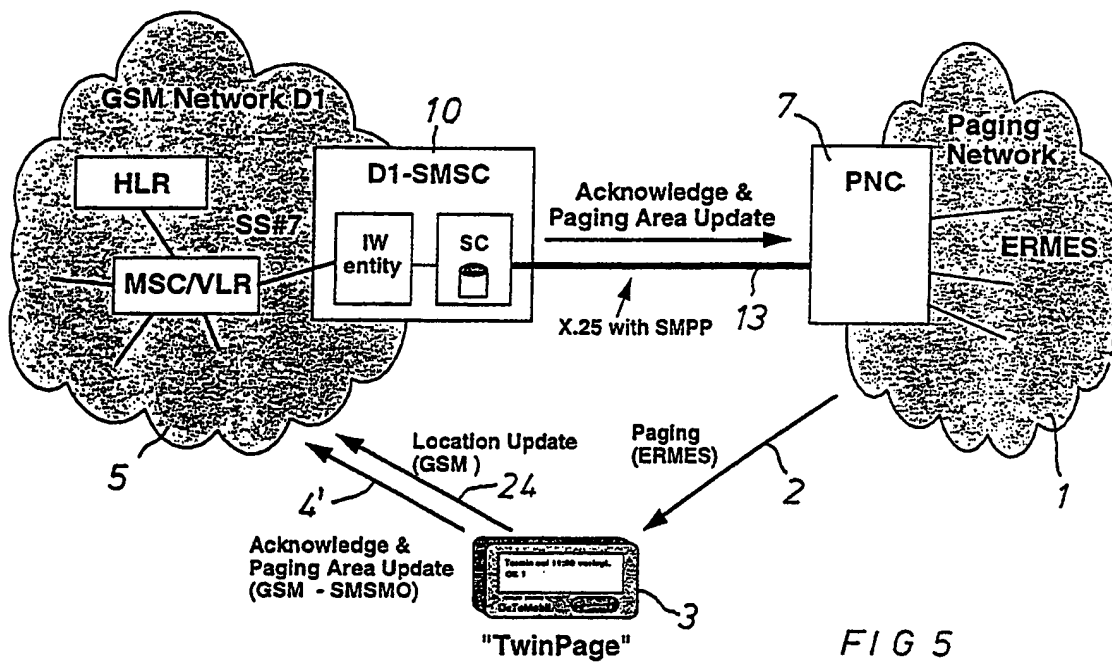 GSM Network D1
10
HLR
D1-SMSC
SS#7
IW
entity
SC
MSC/VLR
Acknowledge &
Paging Area Update
X.25 with SMPP
13
7
PNC
Paging
Network
ERMES
5
Location Update
(GSM )
24
4'
Acknowledge &
Paging Area Update
(GSM - SMSMO)
Paging
(ERMES)
2
1
3
"TwinPage"
FIG 5